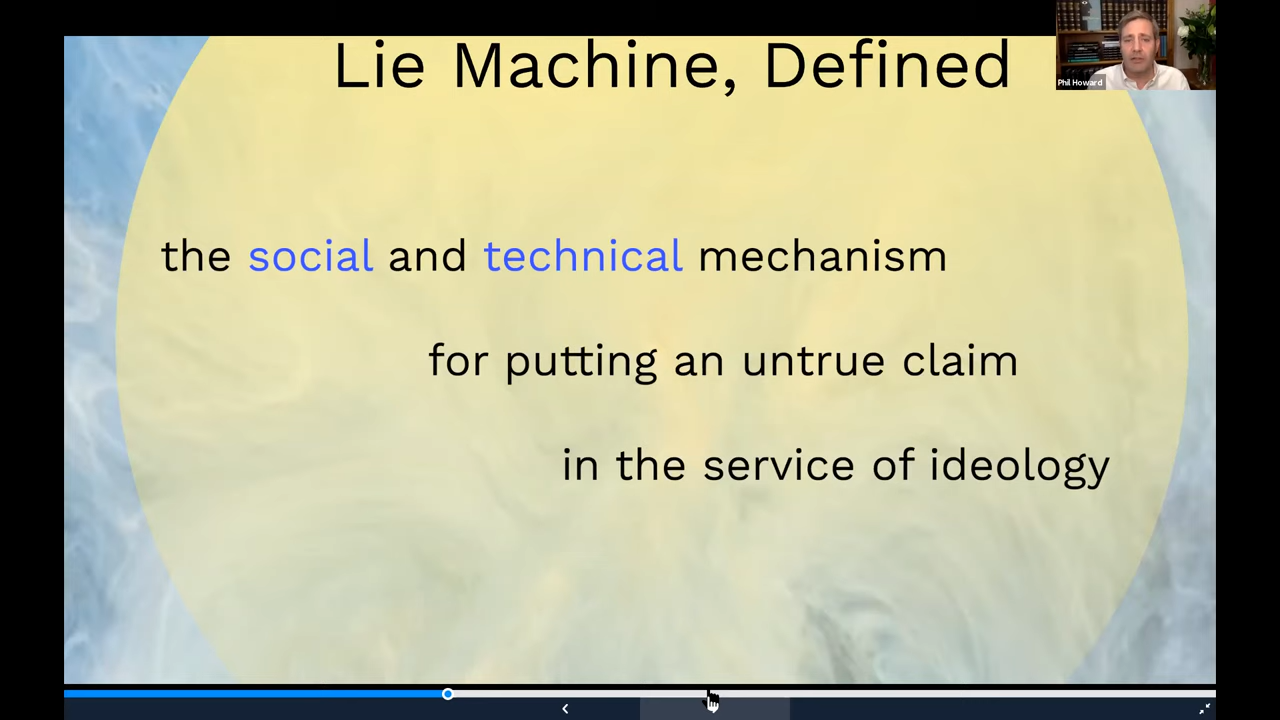 Lie Machine, Defined
Phil Howard
the social and technical mechanism
for putting an untrue claim
in the service of ideology